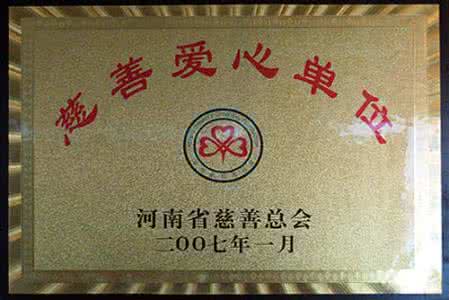 慈善爱心单位
河南省慈善总会
二00七年一月